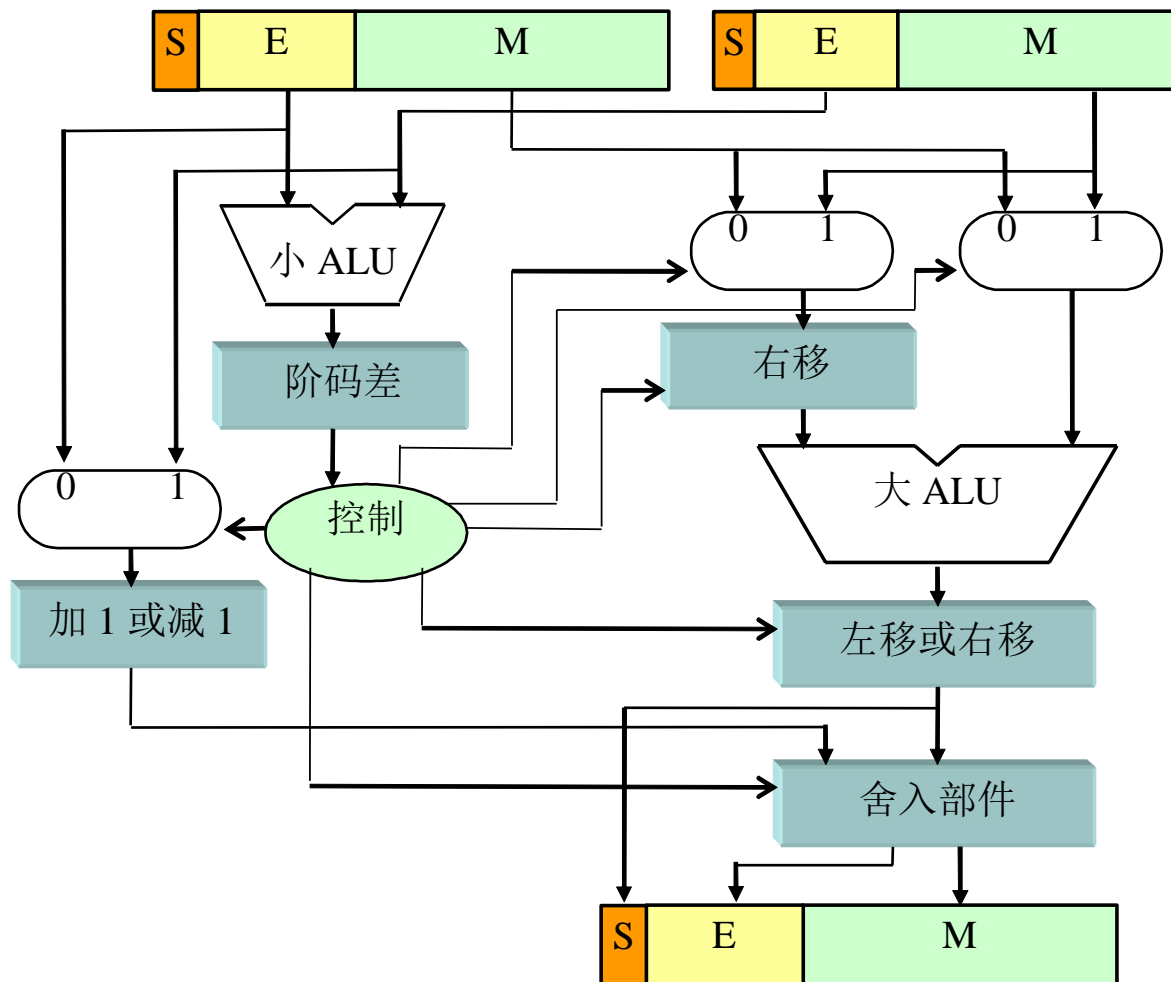 S E M S E M
0 1 0 1
小 ALU
阶码差
右移
0 1
控制
大 ALU
加 1 或减 1
左移或右移
舍入部件
S E M